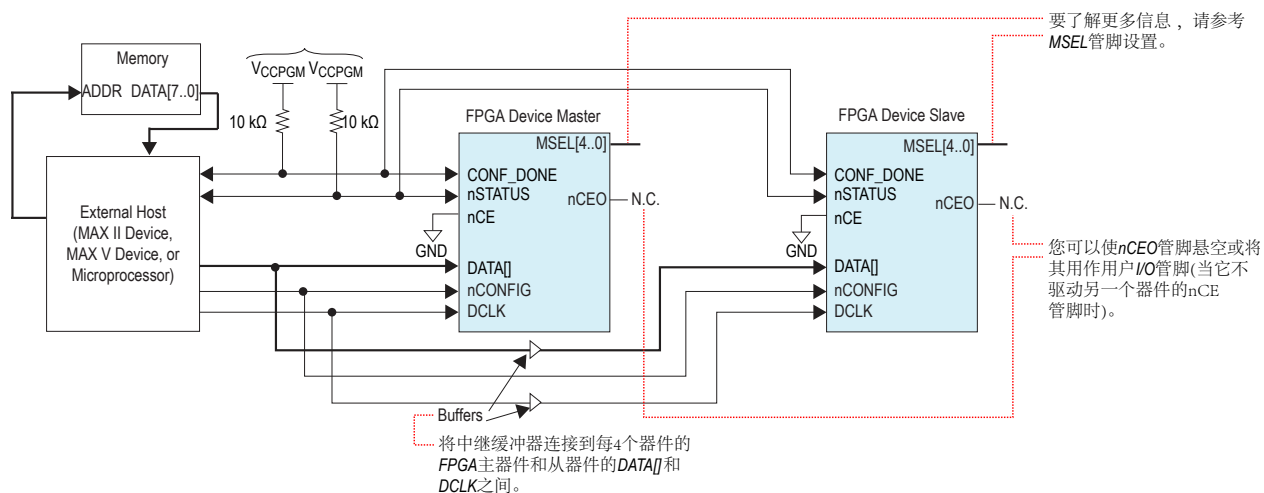 要了解更多信息，请参考
MSEL管脚设置。
Memory
ADDR DATA[7..0]
VCCPGM VCCPGM
10 kΩ
10 kΩ
FPGA Device Master
MSEL[4..0]
CONF_DONE
nSTATUS
nCEO
N.C.
nCE
GND
DATA[]
nCONFIG
DCLK
FPGA Device Slave
MSEL[4..0]
CONF_DONE
nSTATUS
nCEO
N.C.
nCE
GND
DATA[]
nCONFIG
DCLK
External Host
(MAX II Device,
MAX V Device, or
Microprocessor)
您可以使nCEO管脚悬空或将
其用作用户I/O管脚(当它不
驱动另一个器件的nCE
管脚时)。
Buffers
将中继缓冲器连接到每4个器件的
FPGA主器件和从器件的DATA[]和
DCLK之间。